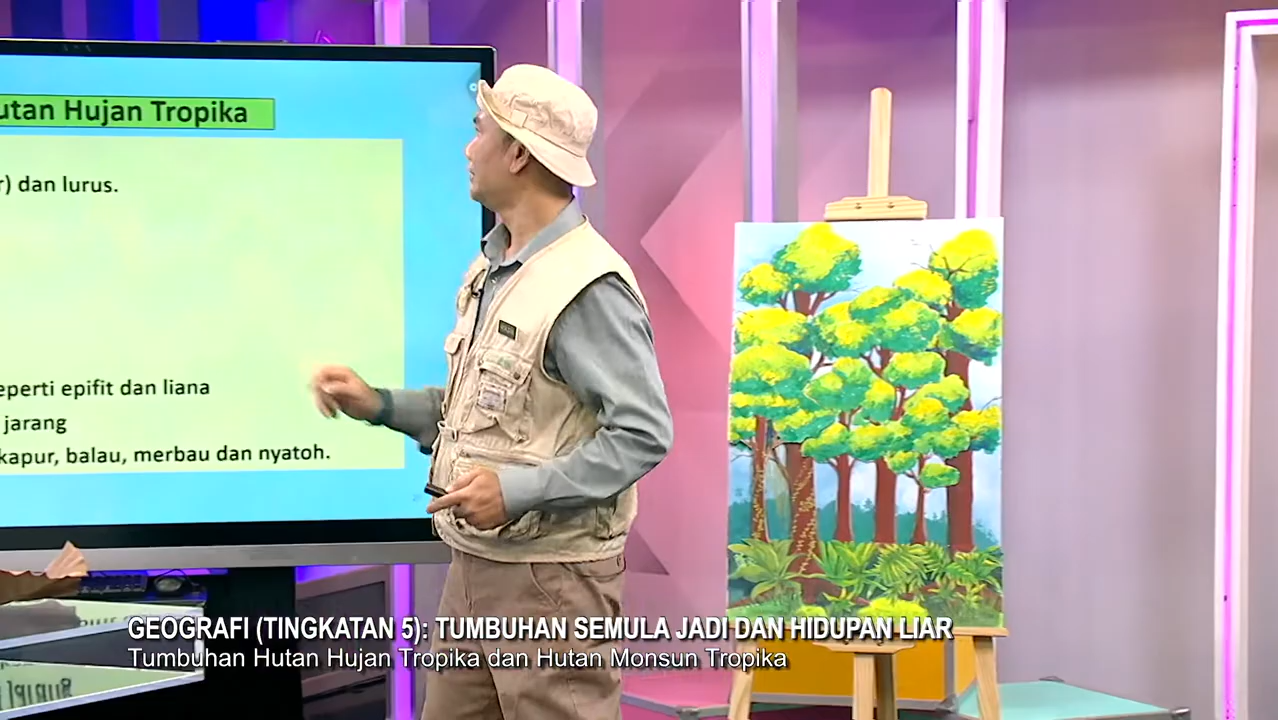 utan Hujan Tropika
r) dan lurus.
eperti epifit dan liana
jarang
kapur, balau, merbau dan nyatoh.
GEOGRAFI (TINGKATAN 5): TUMBUHAN SEMULA JADI DAN HIDUPAN LIAR
Tumbuhan Hutan Hujan Tropika dan Hutan Monsun Tropika